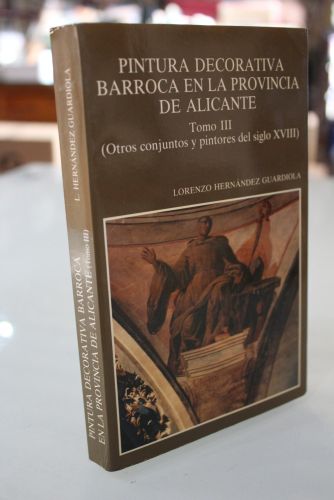 PINTURA DECORATIVA
BARROCA EN LA PROVINCIA
DE ALICANTE
Tomo III
(Otros conjuntos y pintores del siglo XVIII)
LORENZO HERNÁNDEZ GUARDIOLA
L. HERNÁNDEZ GUARDIOLA
PINTURA DECORATIVA BARROCA
EN LA PROVINCIA DE ALICANTE (Tomo III)